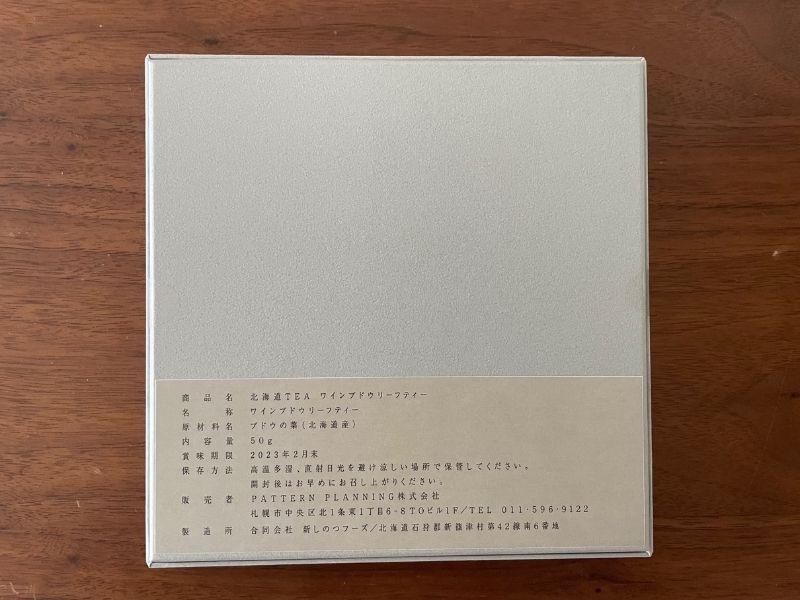 商品名 北海道TEA ワインブドウリーフティー
名称 ワインブドウリーフティー
原材料名 ブドウの葉(北海道産)
内容量 50g
賞味期限 2023年2月末
保存方法 高温多湿、直射日光を避け涼しい場所で保管してください。
開封後はお早めにお召し上がりください。
販売者 PATTERN PLANNING株式会社
札幌市中央区北1条東1丁目6-8TOビル1F/TEL 011-596-9122
製造所 合同会社 新しのつフーズ/北海道石狩郡新篠津村第42線南6番地